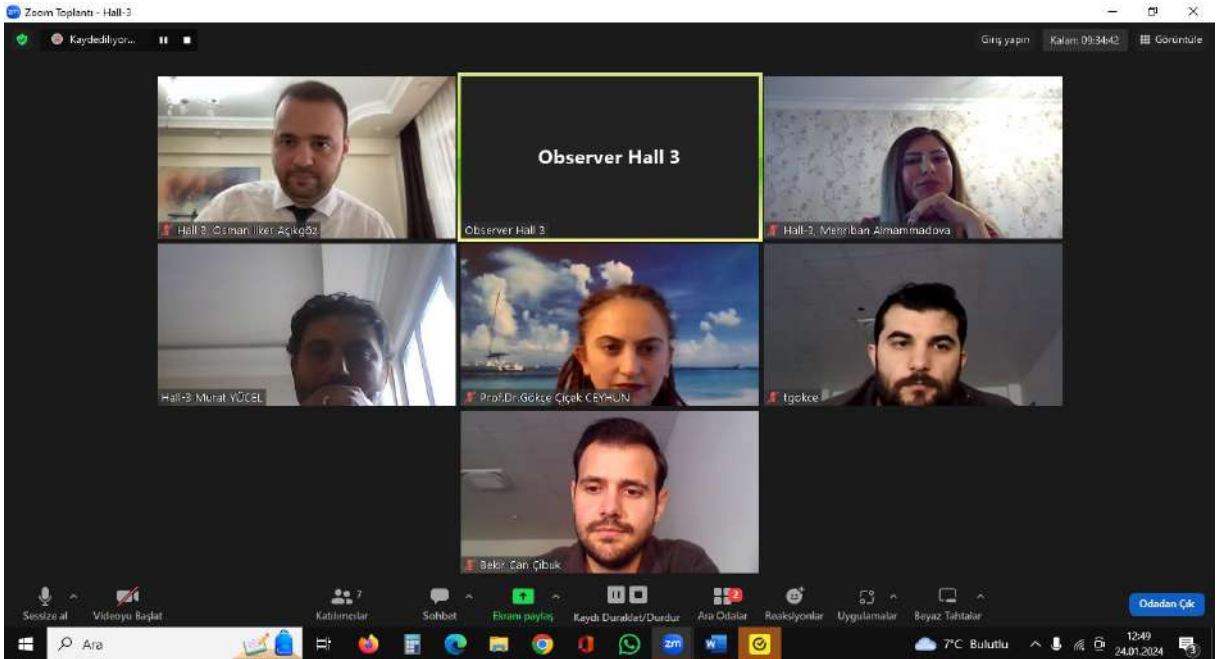 Zoom Toplantı - Hall-3
Kaydediliyor...
Giriş yapın
Kalan: 09:34:42
Görüntüle
Observer Hall 3
Hall 3, Osman İlker Açıkgöz
Observer Hall 3
Hall-3, Mehriban Almammadova
Hall-3 Murat YÜCEL
Prof.Dr.Gökçe Çiçek CEYHUN
tgokce
Bekir Can Çibuk
Sessize al
Videoyu Başlat
7
Katılımcılar
Sohbet
Ekranı paylaş
Kaydı Duraklat/Durdur
2
Ara Odalar
Reaksiyonlar
Uygulamalar
Beyaz Tahtalar
Odadan Çık
Ara
zm
7°C Bulutlu
12:49
24.01.2024
3